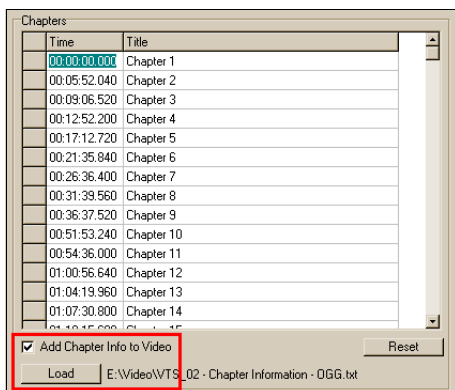 Chapters
Time Title
00:00:00.000 Chapter 1
00:05:52.040 Chapter 2
00:09:06.520 Chapter 3
00:12:52.200 Chapter 4
00:17:12.720 Chapter 5
00:21:35.840 Chapter 6
00:26:36.400 Chapter 7
00:31:39.560 Chapter 8
00:36:37.520 Chapter 9
00:51:53.240 Chapter 10
00:54:36.000 Chapter 11
01:00:56.640 Chapter 12
01:04:19.960 Chapter 13
01:07:30.800 Chapter 14
Add Chapter Info to Video Reset
Load E:\Video\VTS_02 - Chapter Information - OGG.txt